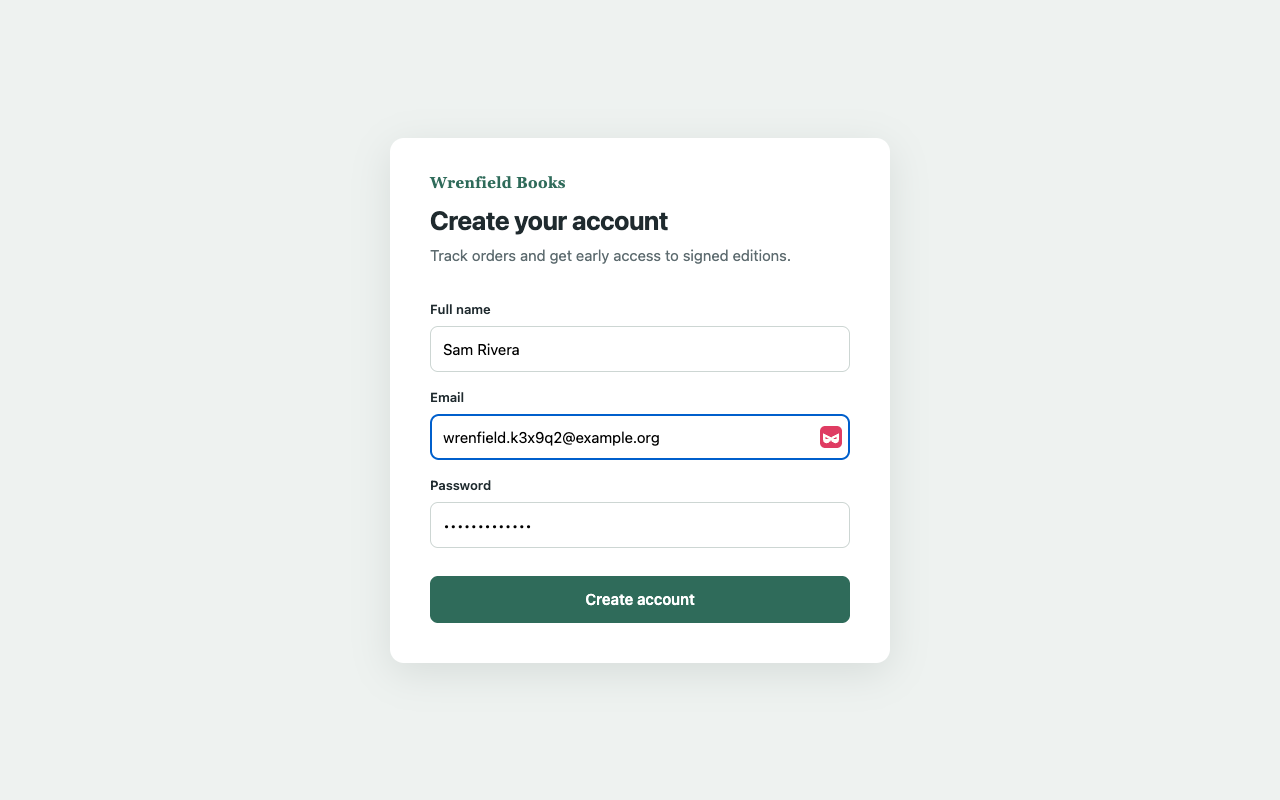 Wrenfield Books
Create your account
Track orders and get early access to signed editions.
Full name
Sam Rivera
Email
wrenfield.k3x9q2@example.org
Password
•••••••••••••
Create account